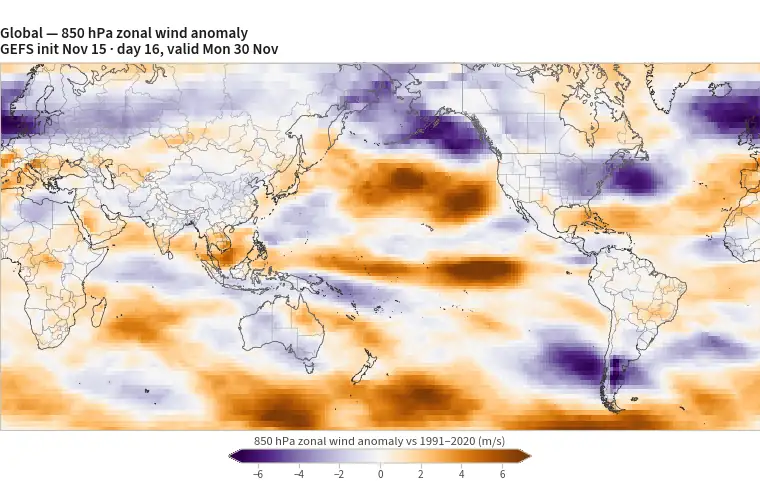 Global — 850 hPa zonal wind anomaly
GEFS init Nov 15 · day 16, valid Mon 30 Nov
850 hPa zonal wind anomaly vs 1991–2020 (m/s)
−6 −4 −2 0 2 4 6